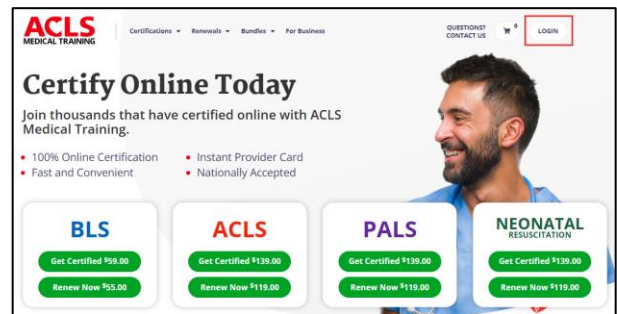 ACLS
MEDICAL TRAINING
Certifications Renewals Bundles For Business
QUESTIONS?
CONTACT US
0
LOGIN
Certify Online Today
Join thousands that have certified online with ACLS
Medical Training.
100% Online Certification
Fast and Convenient
Instant Provider Card
Nationally Accepted
BLS
Get Certified $59.00
Renew Now $55.00
ACLS
Get Certified $139.00
Renew Now $119.00
PALS
Get Certified $139.00
Renew Now $119.00
NEONATAL
RESUSCITATION
Get Certified $139.00
Renew Now $119.00